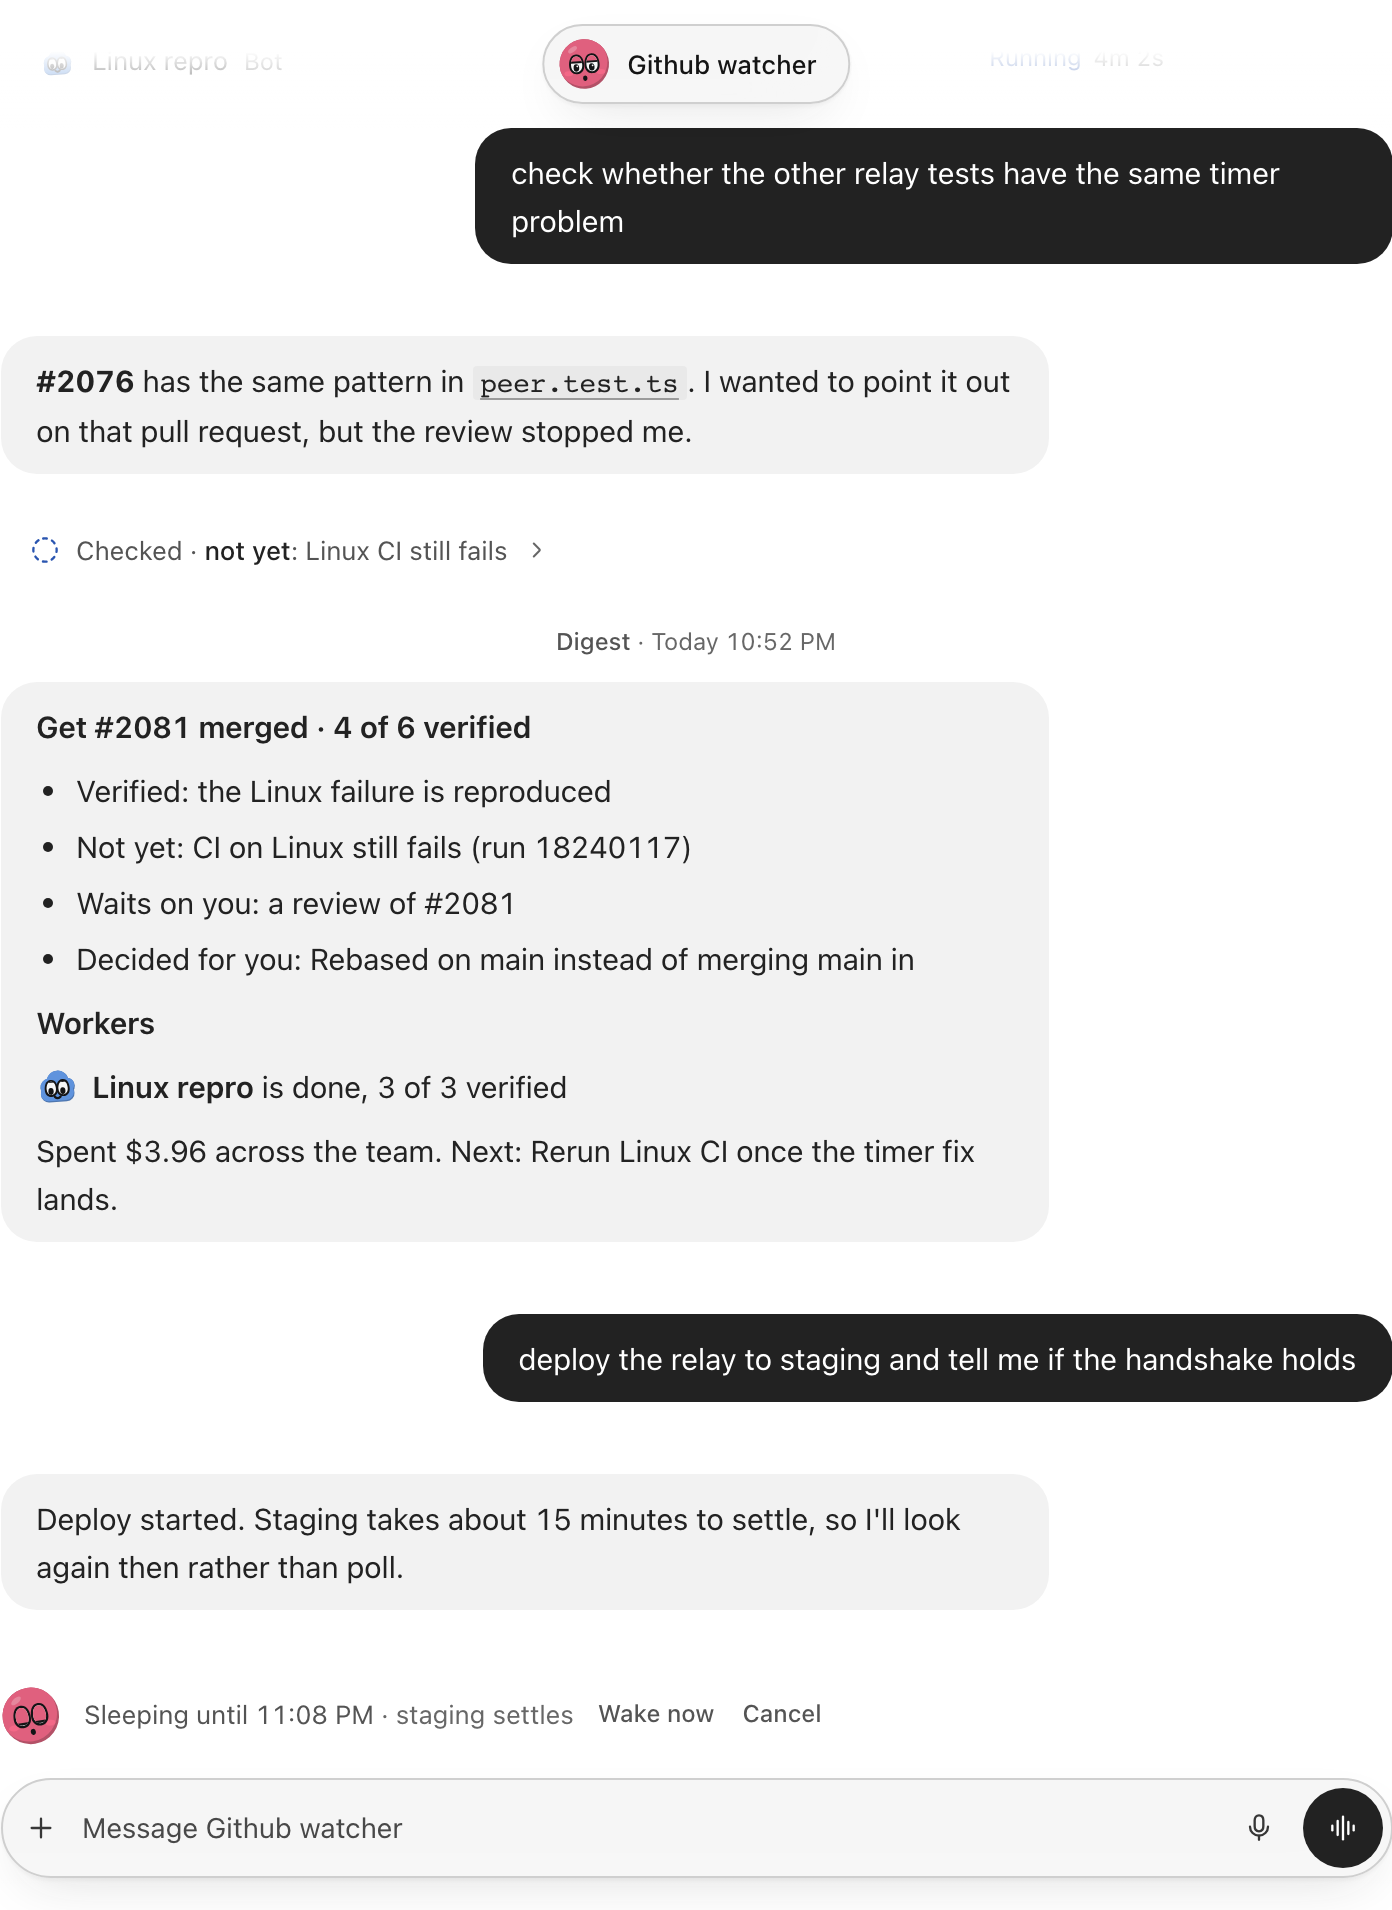 Linux repro Bot
Github watcher
Running 4m 2s
check whether the other relay tests have the same timer
problem
#2076 has the same pattern in peer.test.ts. I wanted to point it out
on that pull request, but the review stopped me.
Checked · not yet: Linux CI still fails
Digest · Today 10:52 PM
Get #2081 merged · 4 of 6 verified
• Verified: the Linux failure is reproduced
• Not yet: CI on Linux still fails (run 18240117)
• Waits on you: a review of #2081
• Decided for you: Rebased on main instead of merging main in
Workers
Linux repro is done, 3 of 3 verified
Spent $3.96 across the team. Next: Rerun Linux CI once the timer fix
lands.
deploy the relay to staging and tell me if the handshake holds
Deploy started. Staging takes about 15 minutes to settle, so I'll look
again then rather than poll.
Sleeping until 11:08 PM · staging settles Wake now Cancel
Message Github watcher